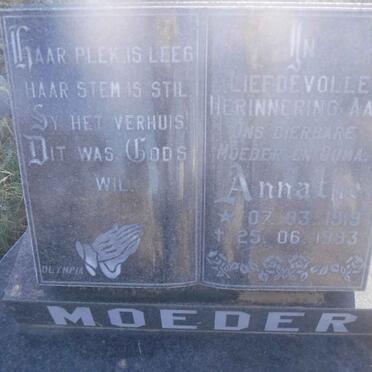 HAAR PLEK IS LEEG
HAAR STEM IS STIL
SY HET VERHUIS.
DIT WAS GODS
WIL.
OLYMPIA
IN
LIEFDEVOLLE
HERINNERING AA
ONS DIERBARE
MOEDER EN OUMA.
Annatjie
* 07. 03. 1919
† 25. 06. 1993
MOEDER